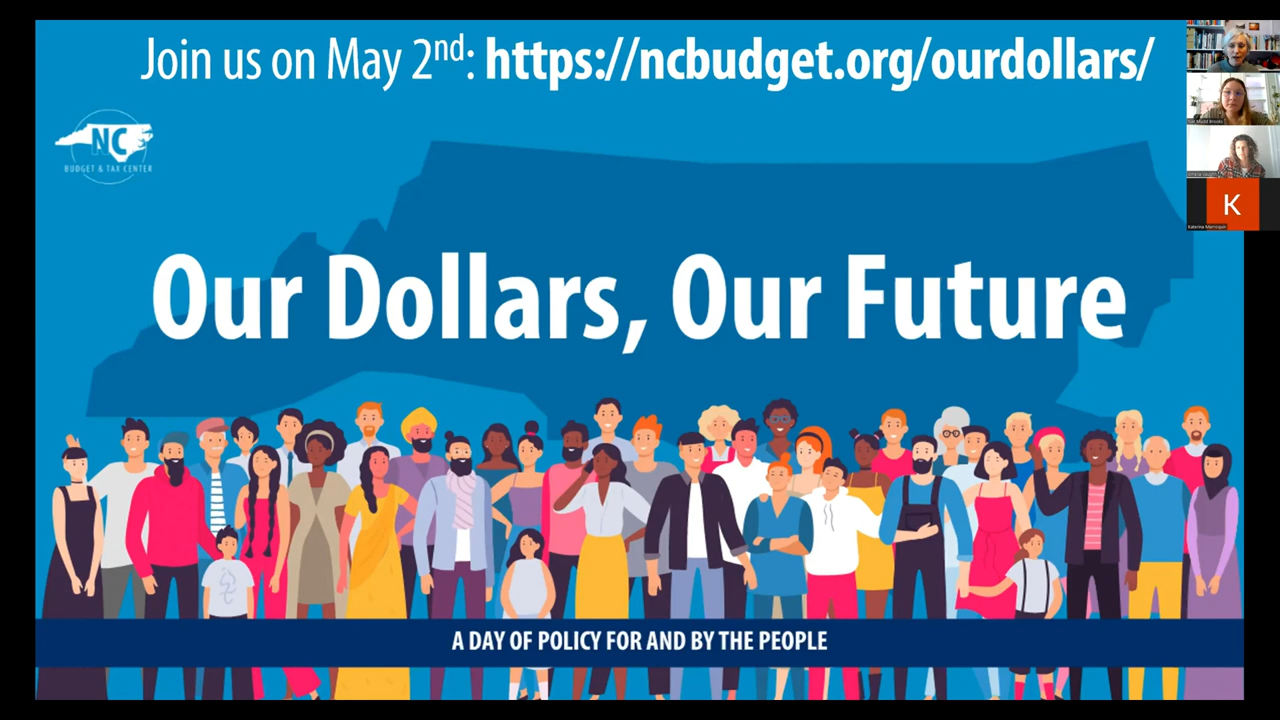 Join us on May 2nd: https://ncbudget.org/ourdollars/
NC
BUDGET & TAX CENTER
Our Dollars, Our Future
A DAY OF POLICY FOR AND BY THE PEOPLE
K